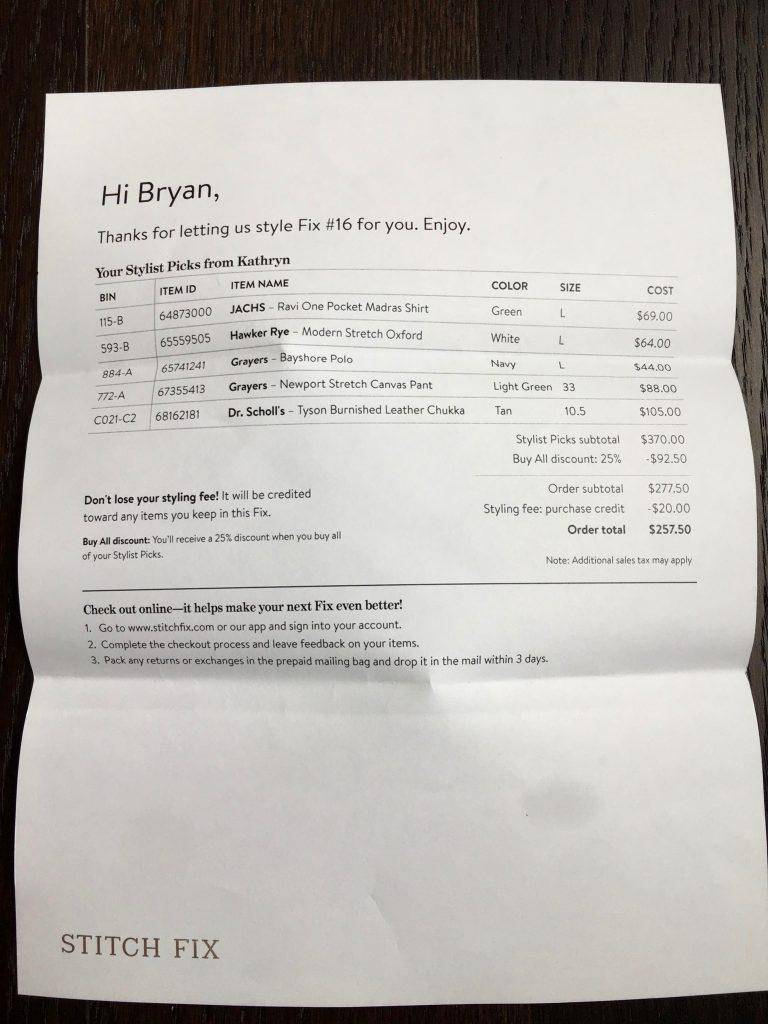 Hi Bryan,
Thanks for letting us style Fix #16 for you. Enjoy.
Your Stylist Picks from Kathryn
BIN ITEM ID ITEM NAME COLOR SIZE COST
115-B 64873000 JACHS – Ravi One Pocket Madras Shirt Green L $69.00
593-B 65559505 Hawker Rye – Modern Stretch Oxford White L $64.00
884-A 65741241 Grayers – Bayshore Polo Navy L $44.00
772-A 67355413 Grayers – Newport Stretch Canvas Pant Light Green 33 $88.00
C021-C2 68162181 Dr. Scholl's – Tyson Burnished Leather Chukka Tan 10.5 $105.00
Stylist Picks subtotal $370.00
Buy All discount: 25% -$92.50
Order subtotal $277.50
Styling fee: purchase credit -$20.00
Order total $257.50
Note: Additional sales tax may apply
Don't lose your styling fee! It will be credited
toward any items you keep in this Fix.
Buy All discount: You'll receive a 25% discount when you buy all
of your Stylist Picks.
Check out online—it helps make your next Fix even better!
1. Go to www.stitchfix.com or our app and sign into your account.
2. Complete the checkout process and leave feedback on your items.
3. Pack any returns or exchanges in the prepaid mailing bag and drop it in the mail within 3 days.
STITCH FIX